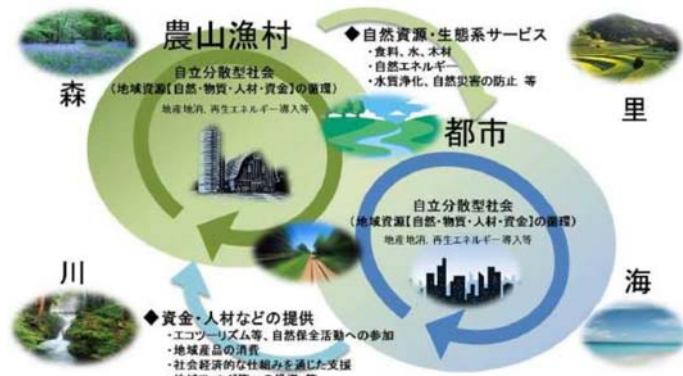 農山漁村
森
自立分散型社会
(地域資源【自然・物質・人材・資金】の循環)
地産地消、再生エネルギー導入等
◆自然資源・生態系サービス
・食料、水、木材
・自然エネルギー
・水質浄化、自然災害の防止 等
里
都市
自立分散型社会
(地域資源【自然・物質・人材・資金】の循環)
地産地消、再生エネルギー導入等
川
海
◆資金・人材などの提供
・エコツーリズム等、自然保全活動への参加
・地域産品の消費
・社会経済的な仕組みを通じた支援